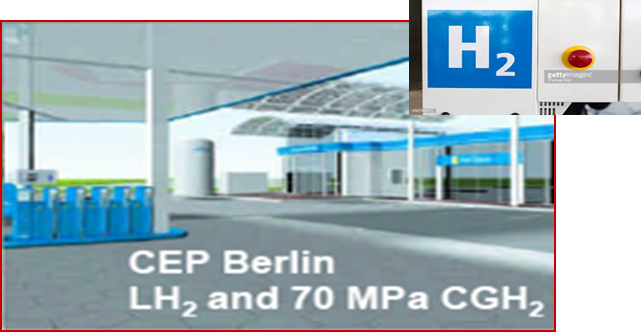 H₂
gettyimages
CEP Berlin
LH₂ and 70 MPa CGH₂